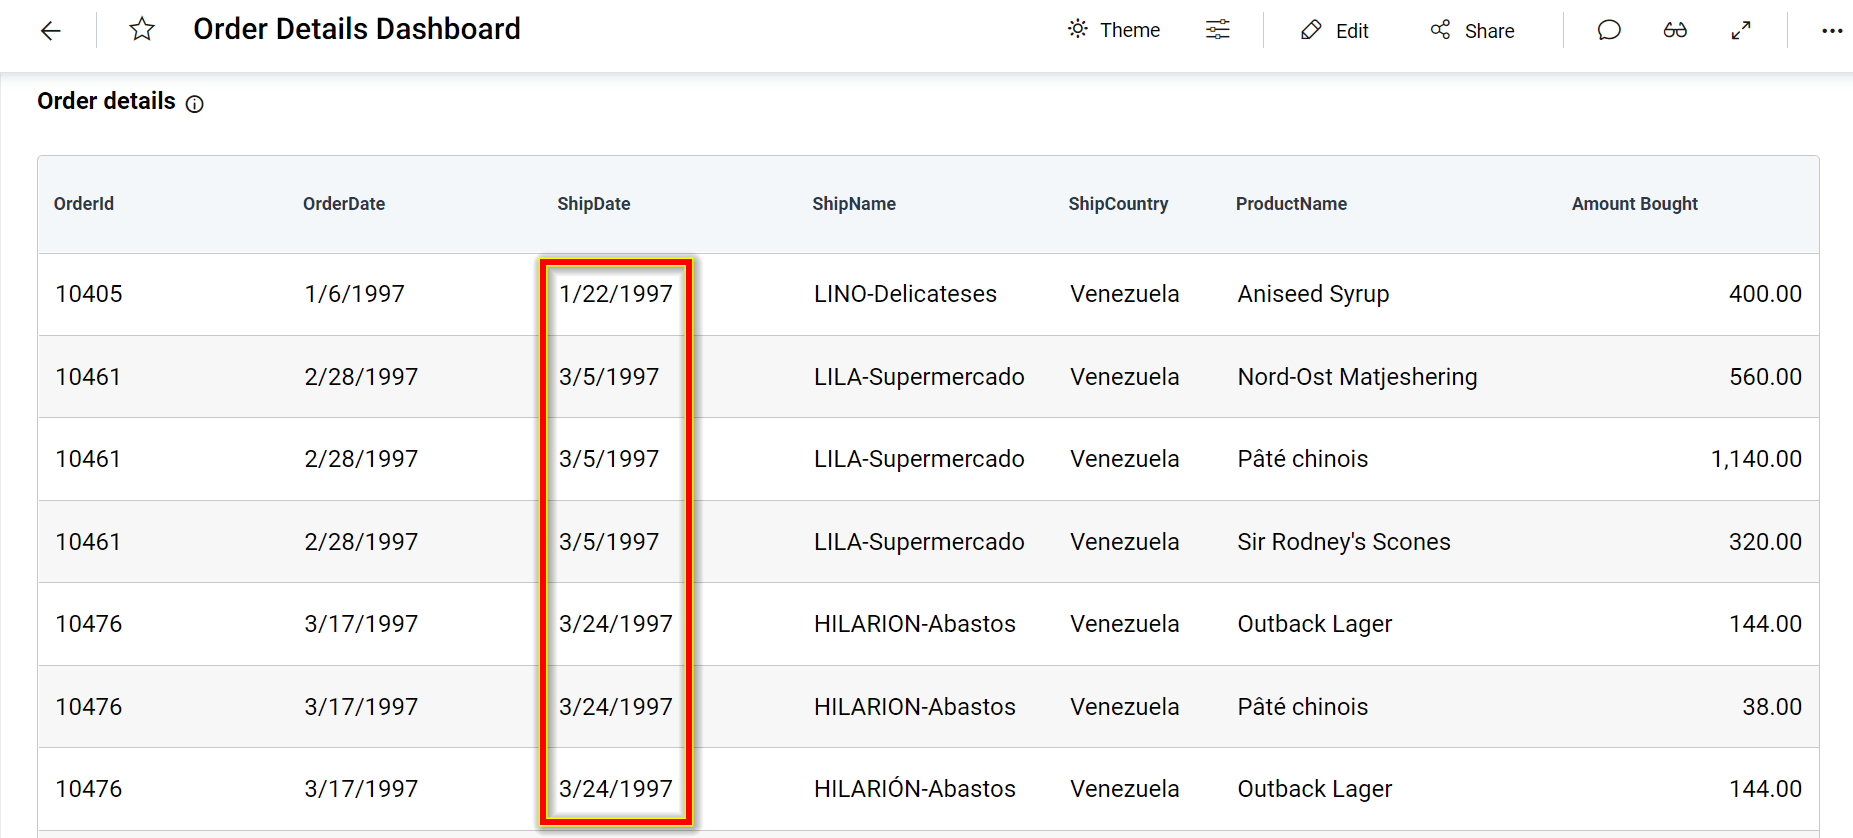 Order Details Dashboard Theme Edit Share
Order details
OrderId OrderDate ShipDate ShipName ShipCountry ProductName Amount Bought
10405 1/6/1997 1/22/1997 LINO-Delicateses Venezuela Aniseed Syrup 400.00
10461 2/28/1997 3/5/1997 LILA-Supermercado Venezuela Nord-Ost Matjeshering 560.00
10461 2/28/1997 3/5/1997 LILA-Supermercado Venezuela Pâté chinois 1,140.00
10461 2/28/1997 3/5/1997 LILA-Supermercado Venezuela Sir Rodney's Scones 320.00
10476 3/17/1997 3/24/1997 HILARION-Abastos Venezuela Outback Lager 144.00
10476 3/17/1997 3/24/1997 HILARION-Abastos Venezuela Pâté chinois 38.00
10476 3/17/1997 3/24/1997 HILARIÓN-Abastos Venezuela Outback Lager 144.00